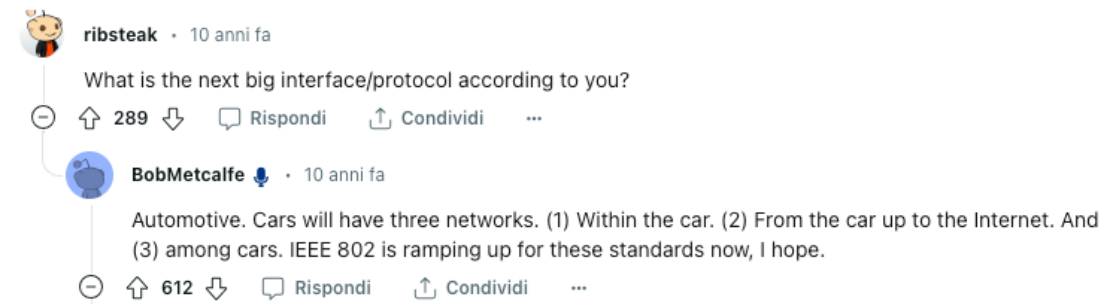 ribsteak · 10 anni fa
What is the next big interface/protocol according to you?
289 Rispondi Condividi ...
BobMetcalfe · 10 anni fa
Automotive. Cars will have three networks. (1) Within the car. (2) From the car up to the Internet. And
(3) among cars. IEEE 802 is ramping up for these standards now, I hope.
612 Rispondi Condividi ...